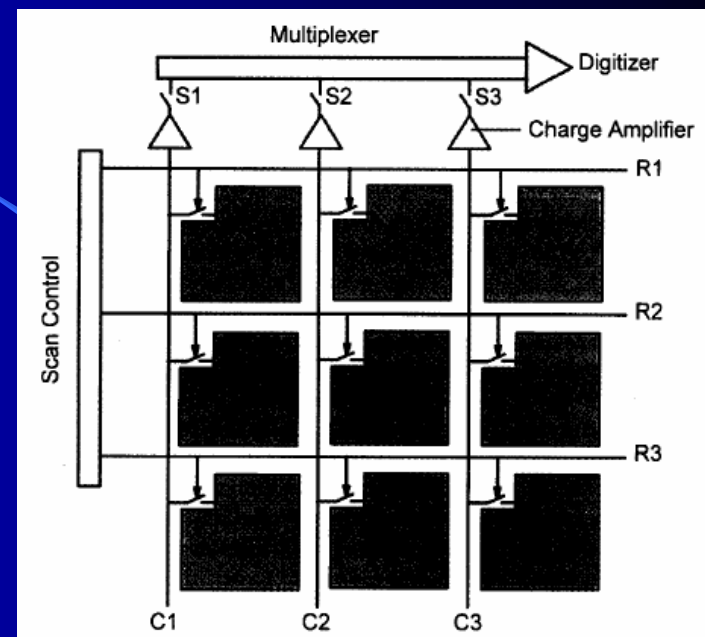 Multiplexer
Digitizer
S1 S2 S3
Charge Amplifier
R1
Scan Control
R2
R3
C1 C2 C3